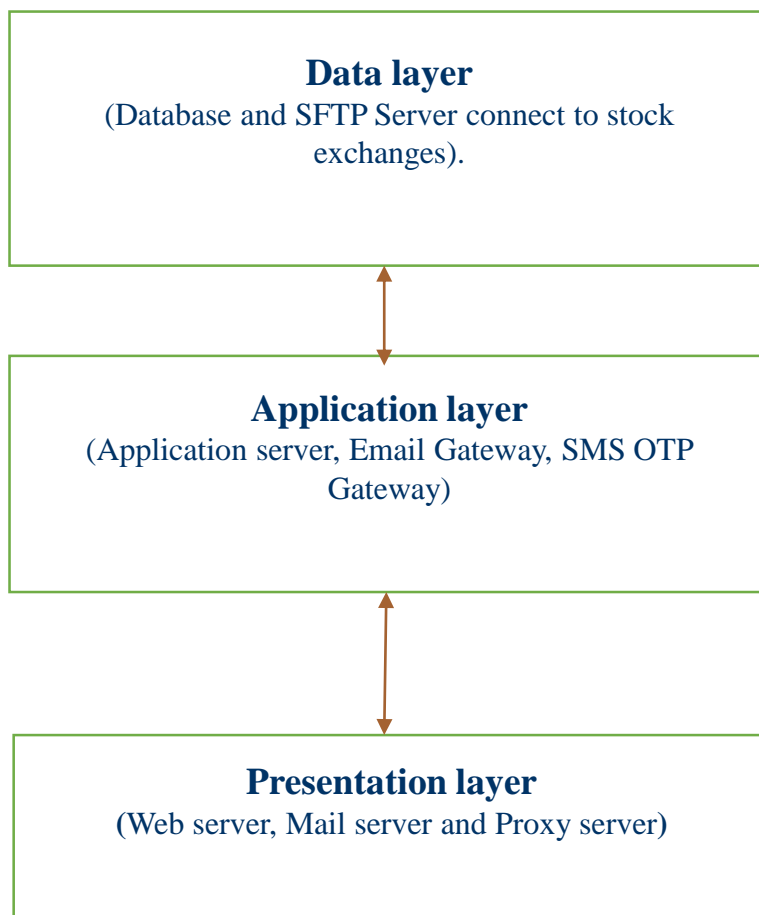 Data layer
(Database and SFTP Server connect to stock
exchanges).
Application layer
(Application server, Email Gateway, SMS OTP
Gateway)
Presentation layer
(Web server, Mail server and Proxy server)